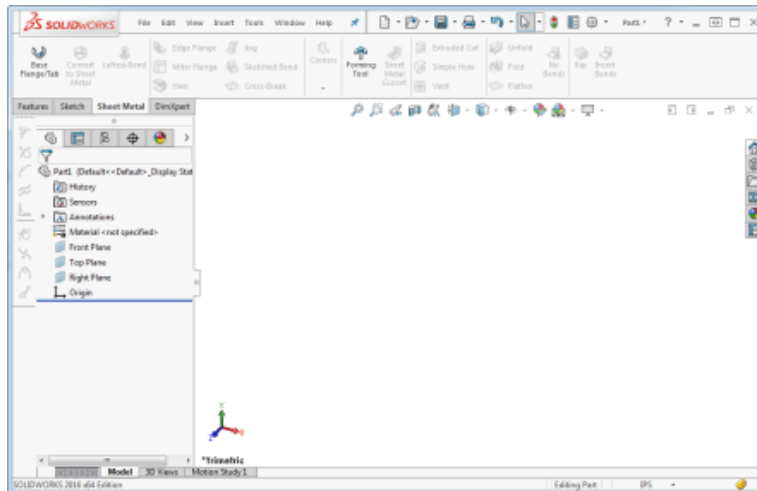 SOLIDWORKS File Edit View Insert Tools Window Help Part1 * ?
Base Flange/Tab
Convert to Sheet Metal
Lofted-Bend
Edge Flange
Miter Flange
Hem
Jog
Sketched Bend
Cross-Break
Corners
Forming Tool
Sheet Metal Gusset
Extruded Cut
Simple Hole
Vent
Unfold
Fold
Flatten
No Bends
Rip
Insert Bends
Features Sketch Sheet Metal DimXpert
Part1 (Default<<Default>_Display Stat
History
Sensors
Annotations
Material <not specified>
Front Plane
Top Plane
Right Plane
Origin
*Trimetric
Model 3D Views Motion Study 1
SOLIDWORKS 2016 x64 Edition Editing Part IPS